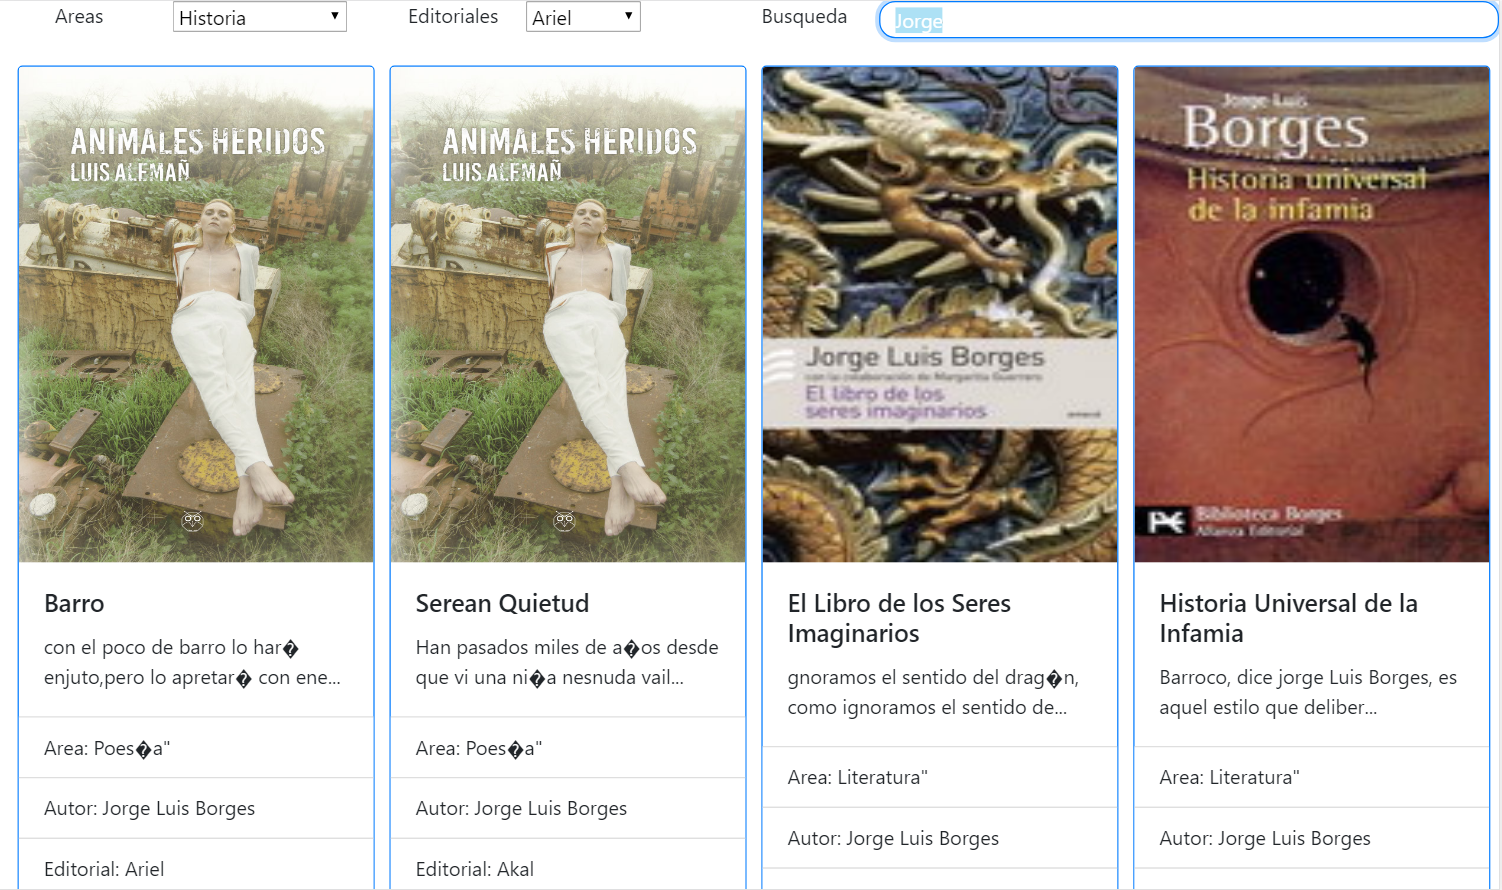 Areas Historia Editoriales Ariel Busqueda Jorge
ANIMALES HERIDOS
LUIS ALEMAÑ
Barro
con el poco de barro lo har�
enjuto,pero lo apretar� con ene...
Area: Poes�a"
Autor: Jorge Luis Borges
Editorial: Ariel
ANIMALES HERIDOS
LUIS ALEMAÑ
Serean Quietud
Han pasados miles de a�os desde
que vi una ni�a nesnuda vail...
Area: Poes�a"
Autor: Jorge Luis Borges
Editorial: Akal
Jorge Luis Borges
con la colaboración de Margarita Guerrero
El libro de los
seres imaginarios
El Libro de los Seres
Imaginarios
gnoramos el sentido del drag�n,
como ignoramos el sentido de...
Area: Literatura"
Autor: Jorge Luis Borges
Jorge Luis
Borges
Historia universal
de la infamia
Biblioteca Borges
Alianza Editorial
Historia Universal de la
Infamia
Barroco, dice jorge Luis Borges, es
aquel estilo que deliber...
Area: Literatura"
Autor: Jorge Luis Borges